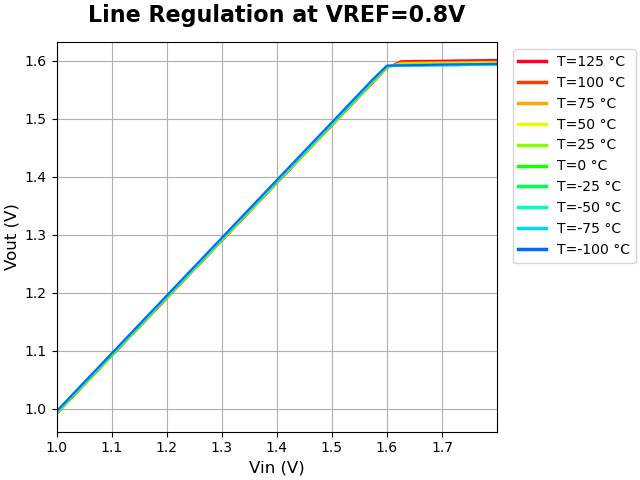 Line Regulation at VREF=0.8V
Vout (V)
1.6
1.5
1.4
1.3
1.2
1.1
1.0
1.0 1.1 1.2 1.3 1.4 1.5 1.6 1.7
Vin (V)
T=125 °C
T=100 °C
T=75 °C
T=50 °C
T=25 °C
T=0 °C
T=-25 °C
T=-50 °C
T=-75 °C
T=-100 °C